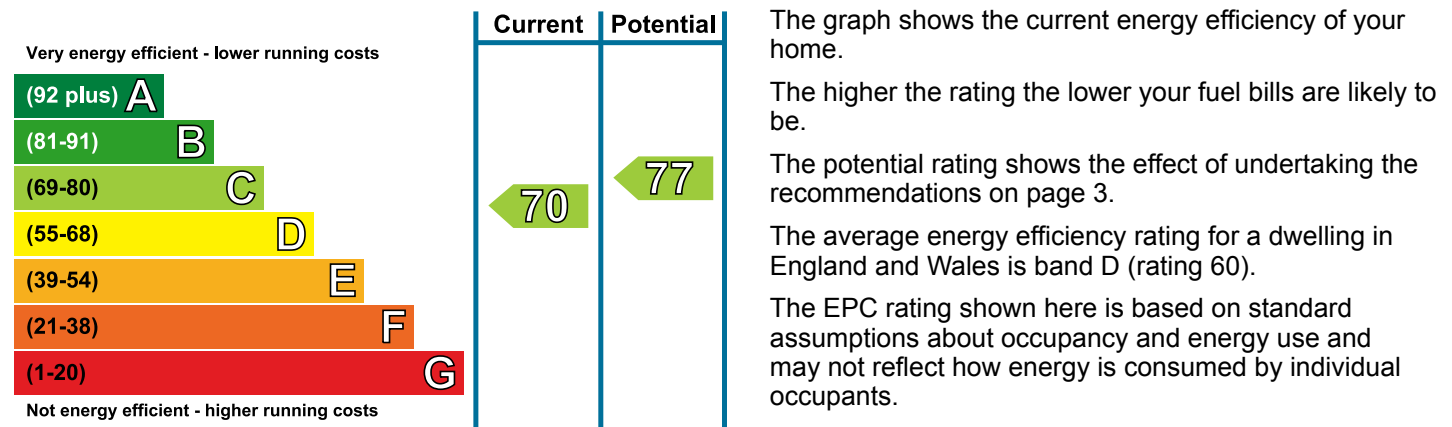 Current Potential
Very energy efficient - lower running costs
(92 plus) A
(81-91) B
(69-80) C
(55-68) D
(39-54) E
(21-38) F
(1-20) G
Not energy efficient - higher running costs
70
77
The graph shows the current energy efficiency of your
home.
The higher the rating the lower your fuel bills are likely to
be.
The potential rating shows the effect of undertaking the
recommendations on page 3.
The average energy efficiency rating for a dwelling in
England and Wales is band D (rating 60).
The EPC rating shown here is based on standard
assumptions about occupancy and energy use and
may not reflect how energy is consumed by individual
occupants.